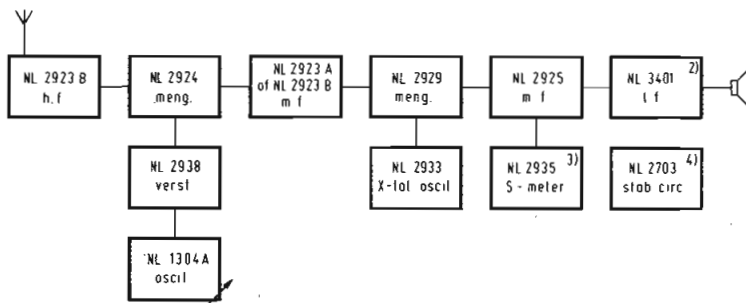 NL 2923 B
h.f
NL 2924
meng.
NL 2923 A
of NL 2923 B
m f
NL 2929
meng.
NL 2925
m f
NL 3401 2)
l f
NL 2938
verst
NL 2933
X-tal oscil
NL 2935 3)
S - meter
NL 2703 4)
stab circ
NL 1304 A
oscil